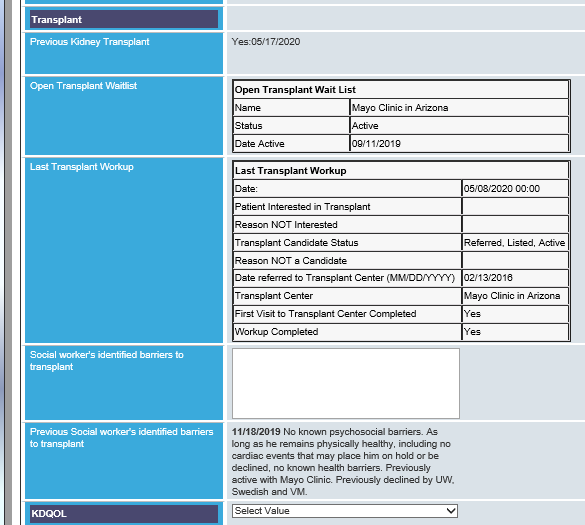 Transplant
Previous Kidney Transplant
Yes:05/17/2020
Open Transplant Waitlist
Open Transplant Wait List
Name
Mayo Clinic in Arizona
Status
Active
Date Active
09/11/2019
Last Transplant Workup
Last Transplant Workup
Date:
05/08/2020 00:00
Patient Interested in Transplant
Reason NOT Interested
Transplant Candidate Status
Referred, Listed, Active
Reason NOT a Candidate
Date referred to Transplant Center (MM/DD/YYYY)
02/13/2016
Transplant Center
Mayo Clinic in Arizona
First Visit to Transplant Center Completed
Yes
Workup Completed
Yes
Social worker's identified barriers to
transplant
Previous Social worker's identified barriers
to transplant
11/18/2019 No known psychosocial barriers. As
long as he remains physically healthy, including no
cardiac events that may place him on hold or be
declined, no known health barriers. Previously
active with Mayo Clinic. Previously declined by UW,
Swedish and VM.
KDQOL
Select Value